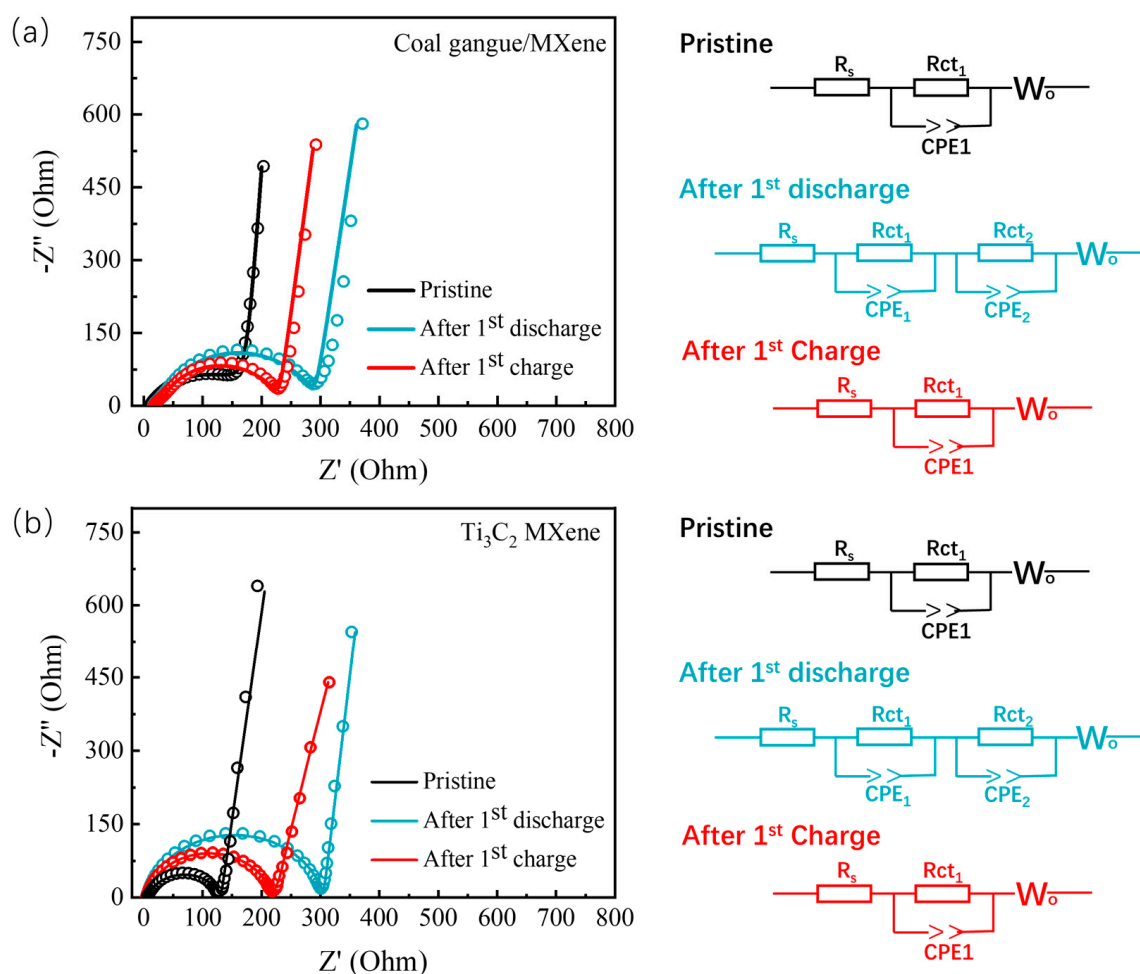 (a)
Coal gangue/MXene
750
600
450
300
150
0
-Z'' (Ohm)
Pristine
After 1st discharge
After 1st charge
0 100 200 300 400 500 600 700 800
Z' (Ohm)
Pristine
Rs Rct1 Wo
CPE1
After 1st discharge
Rs Rct1 Rct2 Wo
CPE1 CPE2
After 1st Charge
Rs Rct1 Wo
CPE1
(b)
Ti3C2 MXene
750
600
450
300
150
0
-Z'' (Ohm)
Pristine
After 1st discharge
After 1st charge
0 100 200 300 400 500 600 700 800
Z' (Ohm)
Pristine
Rs Rct1 Wo
CPE1
After 1st discharge
Rs Rct1 Rct2 Wo
CPE1 CPE2
After 1st Charge
Rs Rct1 Wo
CPE1